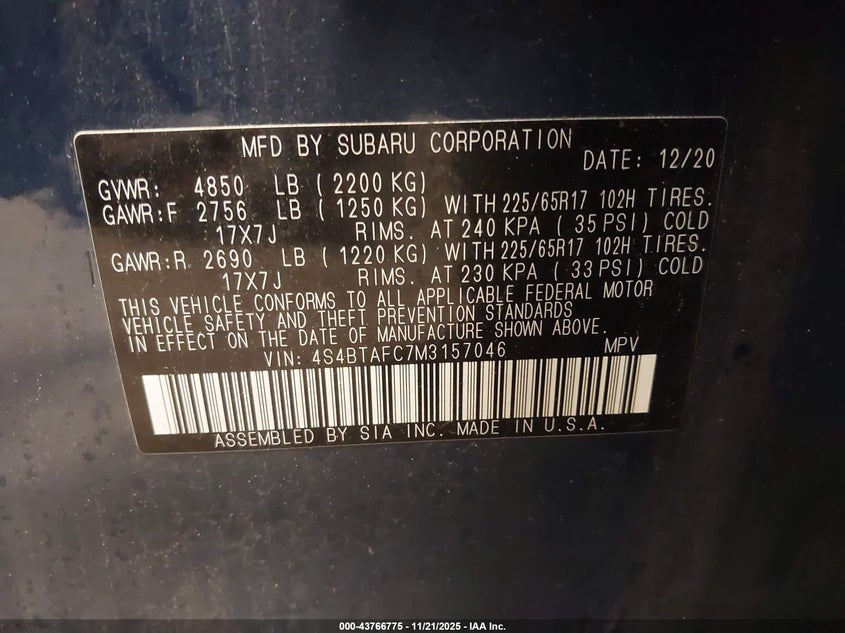 MFD BY SUBARU CORPORATION
DATE: 12/20
GVWR: 4850 LB ( 2200 KG)
GAWR:F 2756 LB ( 1250 KG) WITH 225/65R17 102H TIRES.
17X7J RIMS. AT 240 KPA ( 35 PSI) COLD
GAWR:R 2690 LB ( 1220 KG) WITH 225/65R17 102H TIRES.
17X7J RIMS. AT 230 KPA ( 33 PSI) COLD
THIS VEHICLE CONFORMS TO ALL APPLICABLE FEDERAL MOTOR
VEHICLE SAFETY AND THEFT PREVENTION STANDARDS
IN EFFECT ON THE DATE OF MANUFACTURE SHOWN ABOVE.
VIN: 4S4BTAFC7M3157046 MPV
ASSEMBLED BY SIA INC. MADE IN U.S.A.
000-43766775 - 11/21/2025 - IAA Inc.